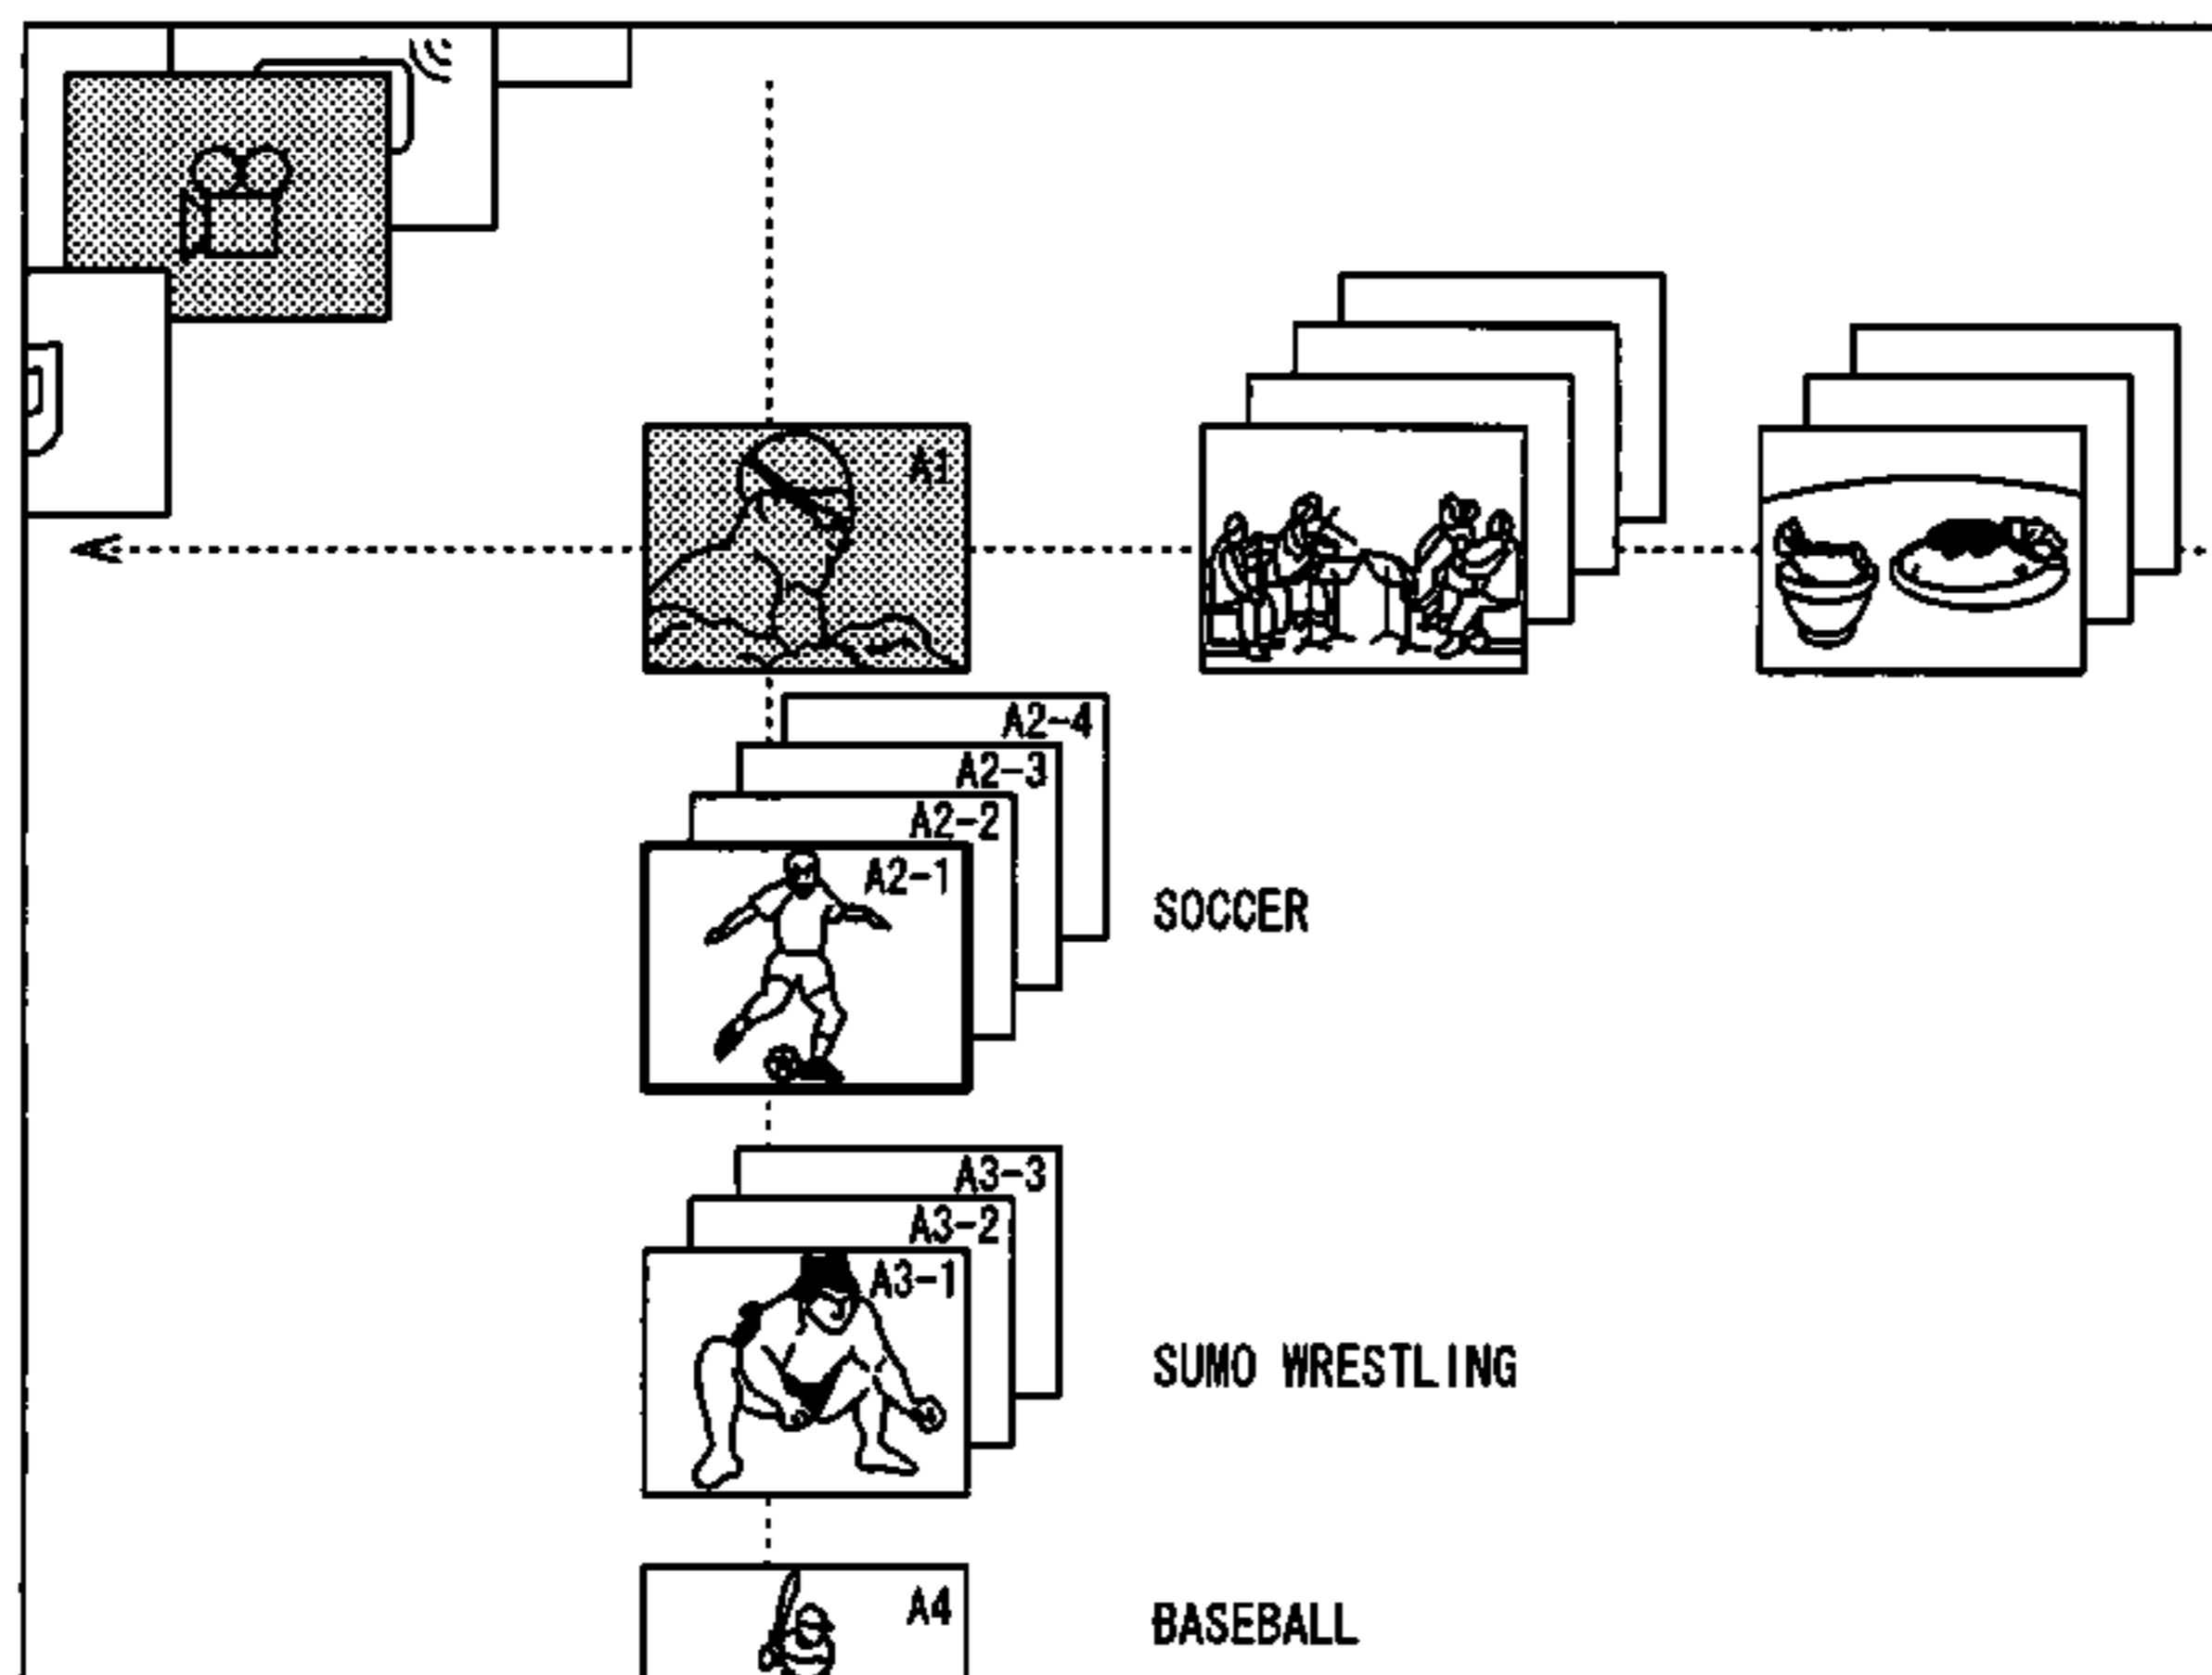 A1
A2-4
A2-3
A2-2
A2-1
SOCCER
A3-3
A3-2
A3-1
SUMO WRESTLING
A4
BASEBALL